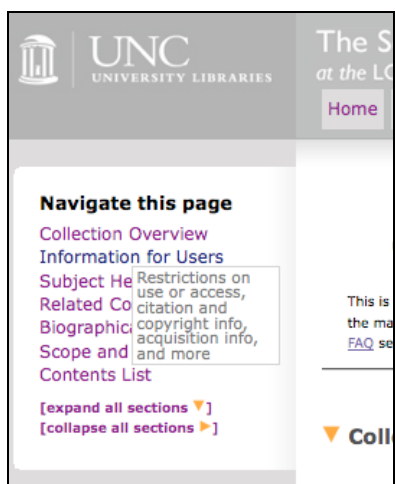 UNC
UNIVERSITY LIBRARIES
The S
at the LO
Home
Navigate this page
Collection Overview
Information for Users
Subject He
Related Co
Biographica
Scope and
Contents List
Restrictions on
use or access,
citation and
copyright info,
acquisition info,
and more
[expand all sections ▼]
[collapse all sections ►]
This is
the ma
FAQ se
▼ Coll